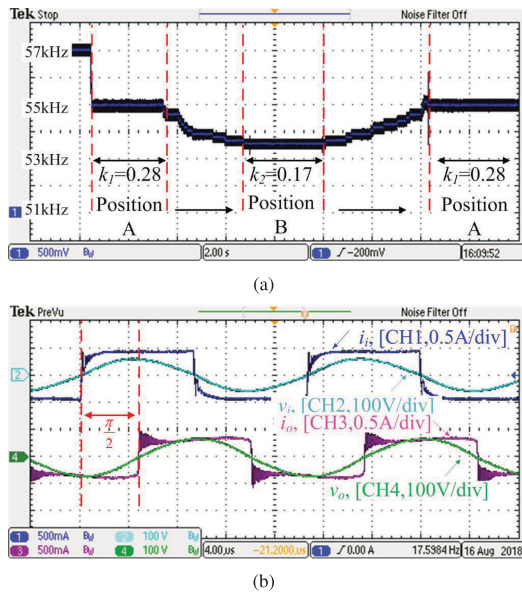 Tek Stop Noise Filter Off
57kHz
55kHz
53kHz
k1=0.28 k2=0.17 k1=0.28
1 51kHz Position Position Position
A B A
1 500mV BW 2.00 s 1 -200mV 16:09:52
(a)
Tek PreVu Noise Filter Off
ii, [CH1,0.5A/div]
2
vi, [CH2,100V/div]
π
2
io, [CH3,0.5A/div]
4
vo, [CH4,100V/div]
1 500mA BW 2 100 V
3 500mA BW 4 100 V BW 4.00µs -21.2000µs 1 0.00 A 17.5384 Hz 16 Aug 2018
(b)